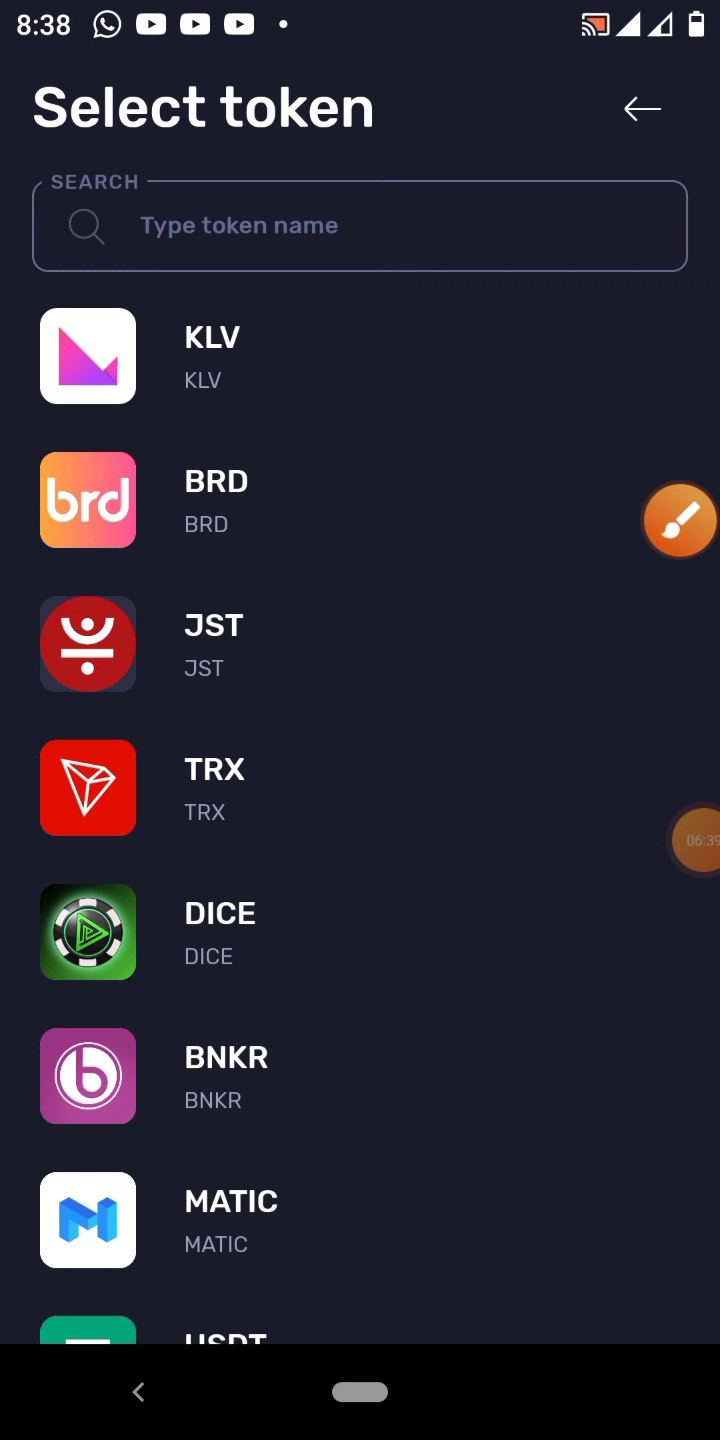 8:38
Select token
SEARCH
Type token name
KLV
KLV
brd
BRD
BRD
JST
JST
TRX
TRX
06:39
DICE
DICE
BNKR
BNKR
MATIC
MATIC
USDT